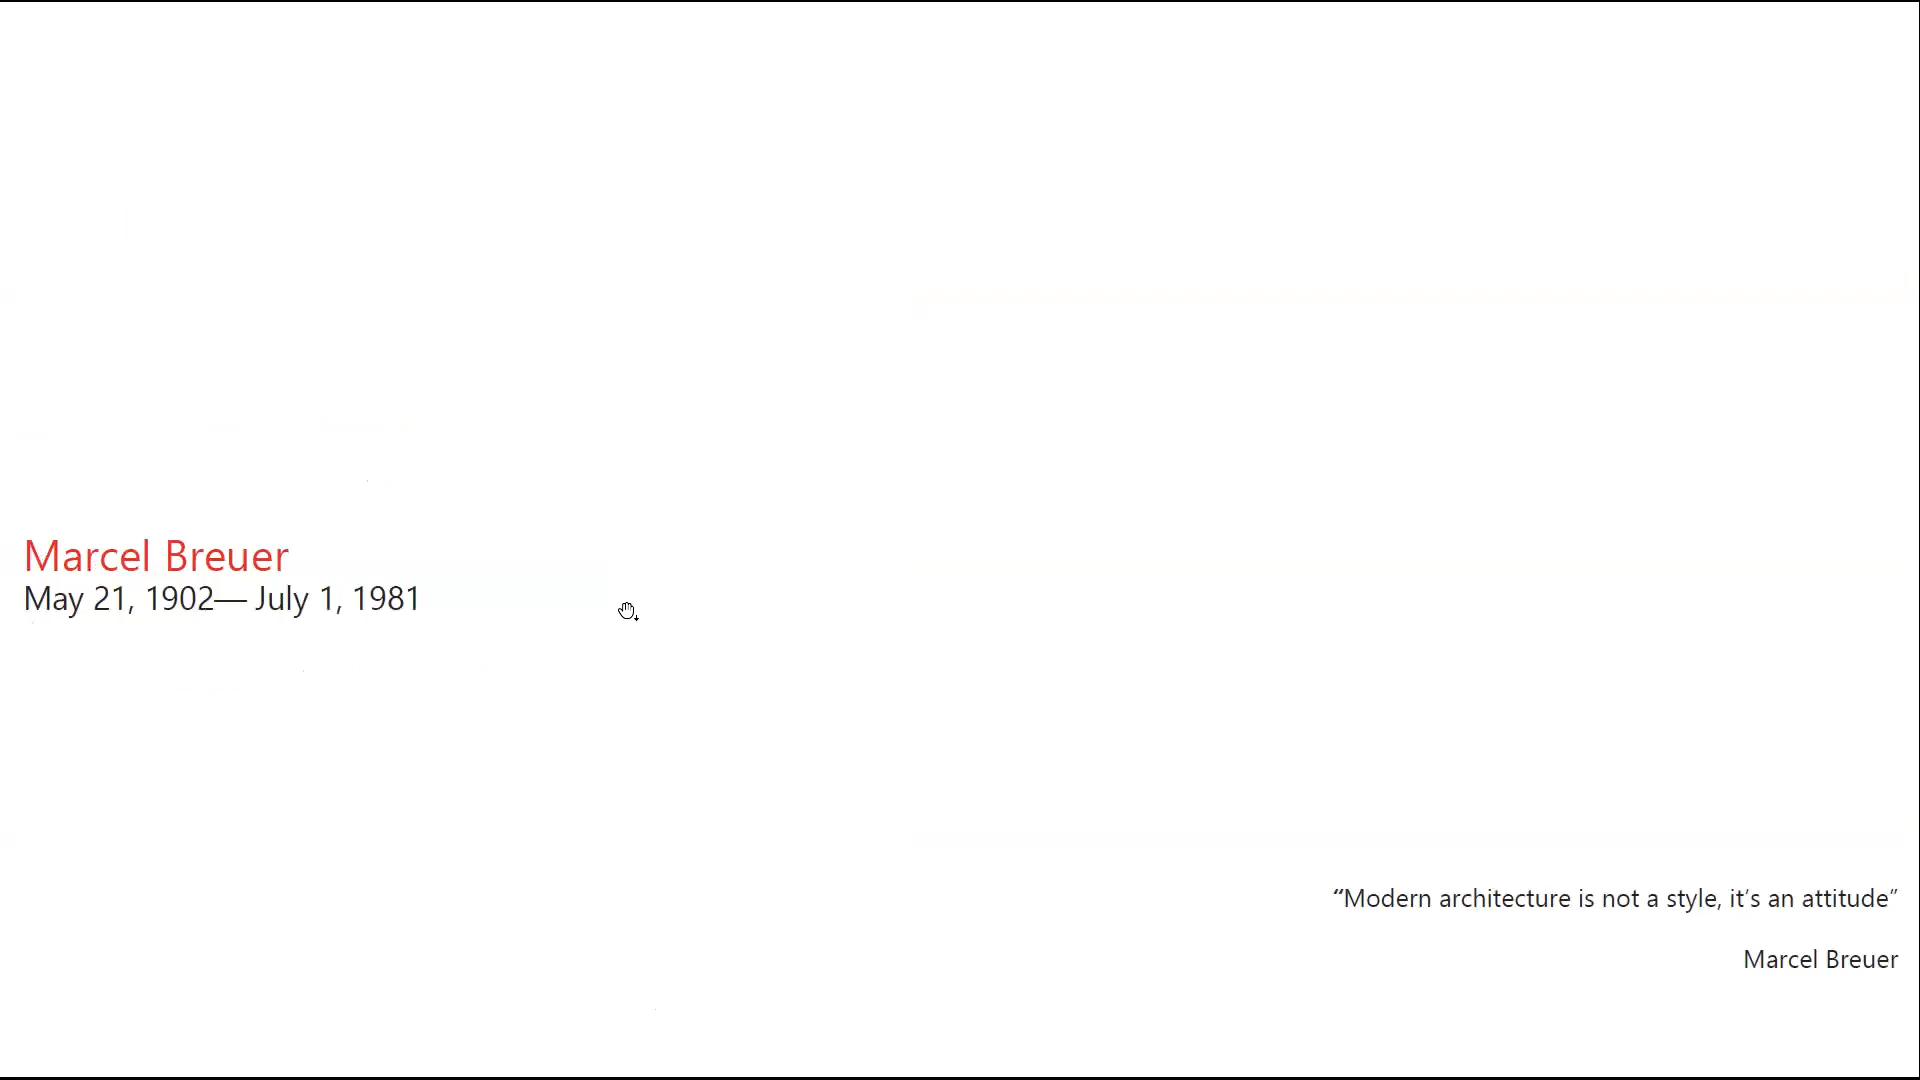 Marcel Breuer
May 21, 1902— July 1, 1981
“Modern architecture is not a style, it’s an attitude”
Marcel Breuer